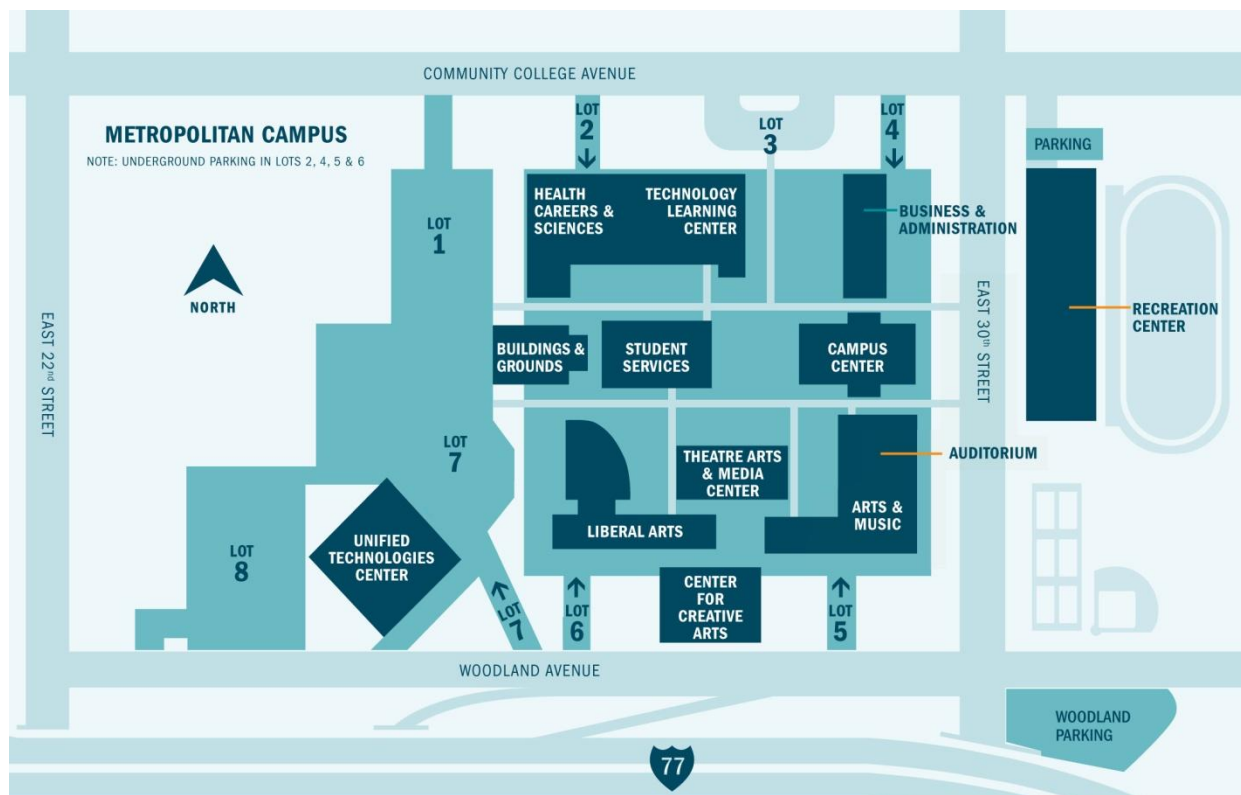 COMMUNITY COLLEGE AVENUE
METROPOLITAN CAMPUS
NOTE: UNDERGROUND PARKING IN LOTS 2, 4, 5 & 6
LOT
2
LOT
3
LOT
4
PARKING
HEALTH
CAREERS &
SCIENCES
TECHNOLOGY
LEARNING
CENTER
BUSINESS &
ADMINISTRATION
LOT
1
NORTH
EAST 22nd STREET
EAST 30th STREET
RECREATION
CENTER
BUILDINGS &
GROUNDS
STUDENT
SERVICES
CAMPUS
CENTER
LOT
7
THEATRE ARTS
& MEDIA
CENTER
AUDITORIUM
ARTS &
MUSIC
LIBERAL ARTS
UNIFIED
TECHNOLOGIES
CENTER
LOT
8
LOT
7
LOT
6
CENTER
FOR
CREATIVE
ARTS
LOT
5
WOODLAND AVENUE
WOODLAND
PARKING
77